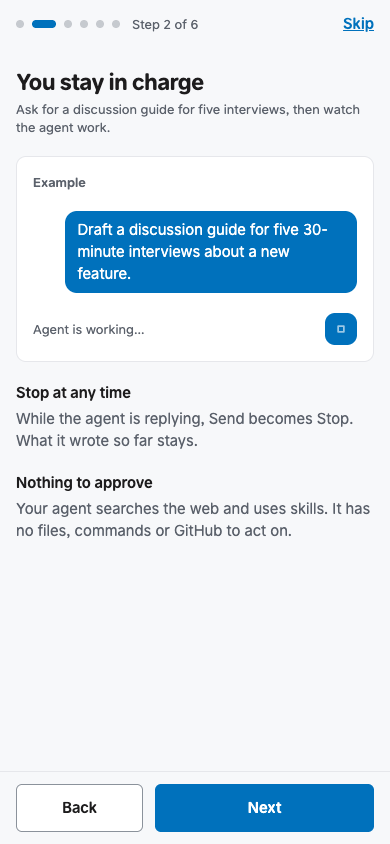 Step 2 of 6
Skip
You stay in charge
Ask for a discussion guide for five interviews, then watch
the agent work.
Example
Draft a discussion guide for five 30-
minute interviews about a new
feature.
Agent is working...
Stop at any time
While the agent is replying, Send becomes Stop.
What it wrote so far stays.
Nothing to approve
Your agent searches the web and uses skills. It has
no files, commands or GitHub to act on.
Back
Next